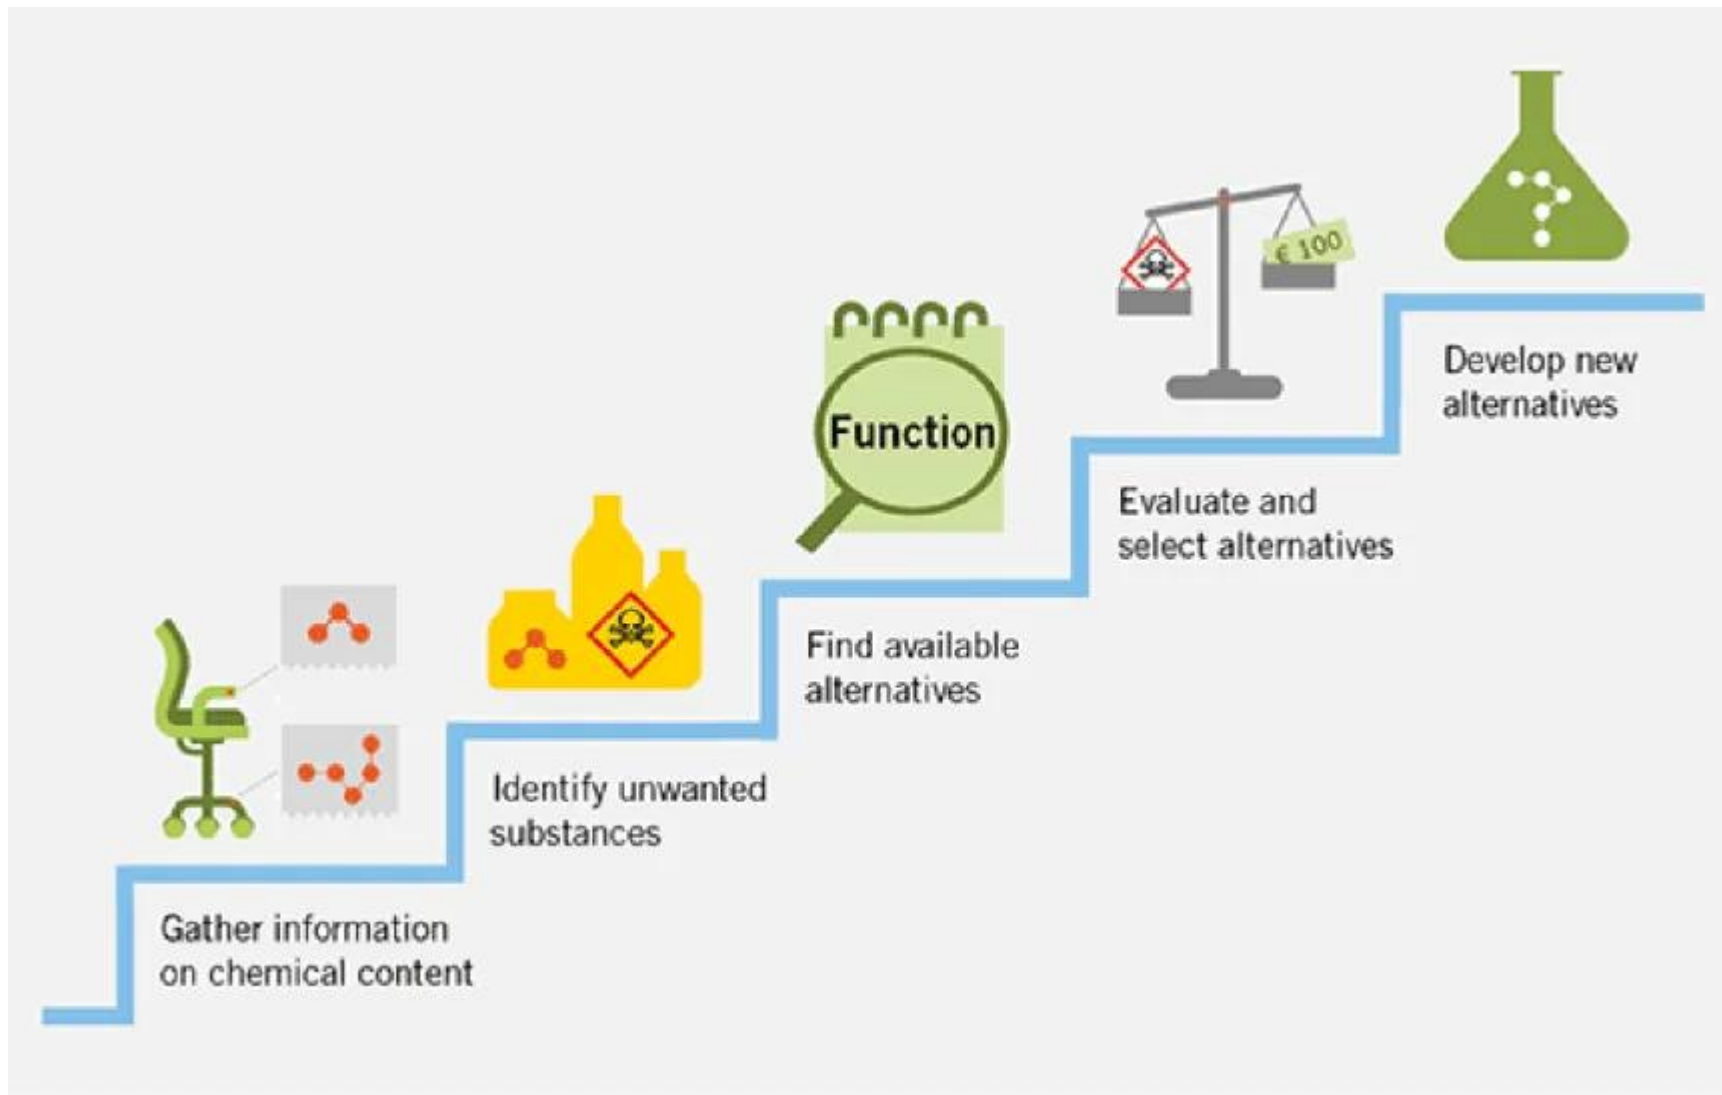 Gather information
on chemical content
Identify unwanted
substances
Function
Find available
alternatives
€ 100
Evaluate and
select alternatives
Develop new
alternatives